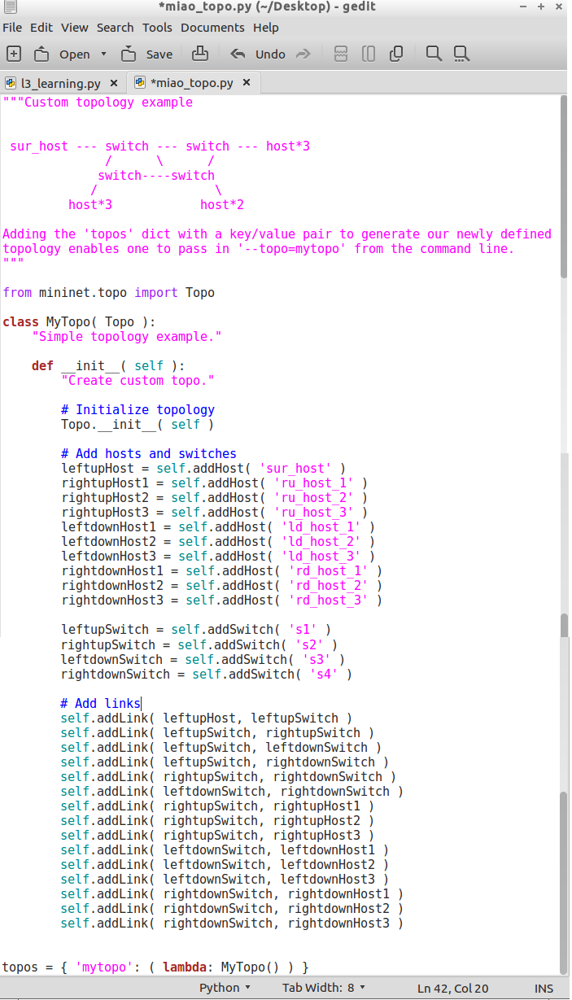 *miao_topo.py (~/Desktop) - gedit
File Edit View Search Tools Documents Help
Open Save Undo
l3_learning.py *miao_topo.py
"""Custom topology example
sur_host --- switch --- switch --- host*3
/ \ /
switch----switch
/ \
host*3 host*2
Adding the 'topos' dict with a key/value pair to generate our newly defined
topology enables one to pass in '--topo=mytopo' from the command line.
"""
from mininet.topo import Topo
class MyTopo( Topo ):
"Simple topology example."
def __init__( self ):
"Create custom topo."
# Initialize topology
Topo.__init__( self )
# Add hosts and switches
leftupHost = self.addHost( 'sur_host' )
rightupHost1 = self.addHost( 'ru_host_1' )
rightupHost2 = self.addHost( 'ru_host_2' )
rightupHost3 = self.addHost( 'ru_host_3' )
leftdownHost1 = self.addHost( 'ld_host_1' )
leftdownHost2 = self.addHost( 'ld_host_2' )
leftdownHost3 = self.addHost( 'ld_host_3' )
rightdownHost1 = self.addHost( 'rd_host_1' )
rightdownHost2 = self.addHost( 'rd_host_2' )
rightdownHost3 = self.addHost( 'rd_host_3' )
leftupSwitch = self.addSwitch( 's1' )
rightupSwitch = self.addSwitch( 's2' )
leftdownSwitch = self.addSwitch( 's3' )
rightdownSwitch = self.addSwitch( 's4' )
# Add links
self.addLink( leftupHost, leftupSwitch )
self.addLink( leftupSwitch, rightupSwitch )
self.addLink( leftupSwitch, leftdownSwitch )
self.addLink( leftupSwitch, rightdownSwitch )
self.addLink( rightupSwitch, rightdownSwitch )
self.addLink( leftdownSwitch, rightdownSwitch )
self.addLink( rightupSwitch, rightupHost1 )
self.addLink( rightupSwitch, rightupHost2 )
self.addLink( rightupSwitch, rightupHost3 )
self.addLink( leftdownSwitch, leftdownHost1 )
self.addLink( leftdownSwitch, leftdownHost2 )
self.addLink( leftdownSwitch, leftdownHost3 )
self.addLink( rightdownSwitch, rightdownHost1 )
self.addLink( rightdownSwitch, rightdownHost2 )
self.addLink( rightdownSwitch, rightdownHost3 )
topos = { 'mytopo': ( lambda: MyTopo() ) }
Python Tab Width: 8 Ln 42, Col 20 INS